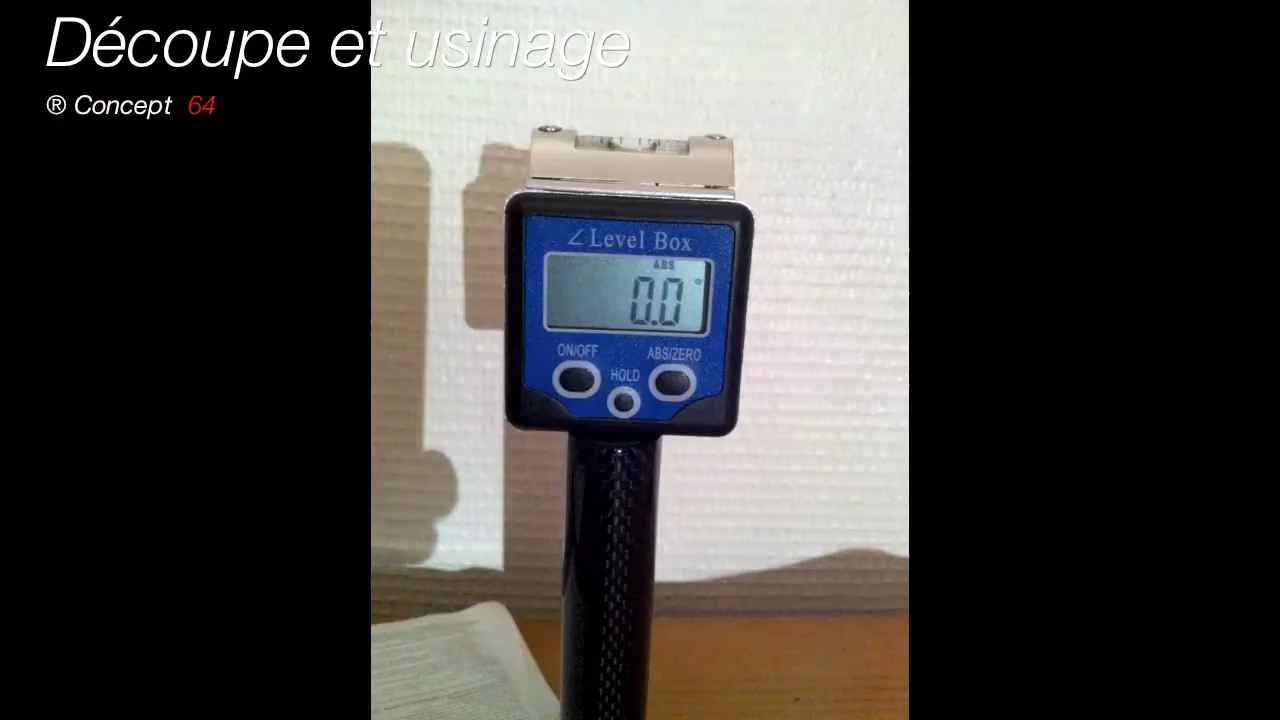 Découpe et usinage
® Concept 64
∠Level Box
ABS
0.0°
ON/OFF
ABS/ZERO
HOLD